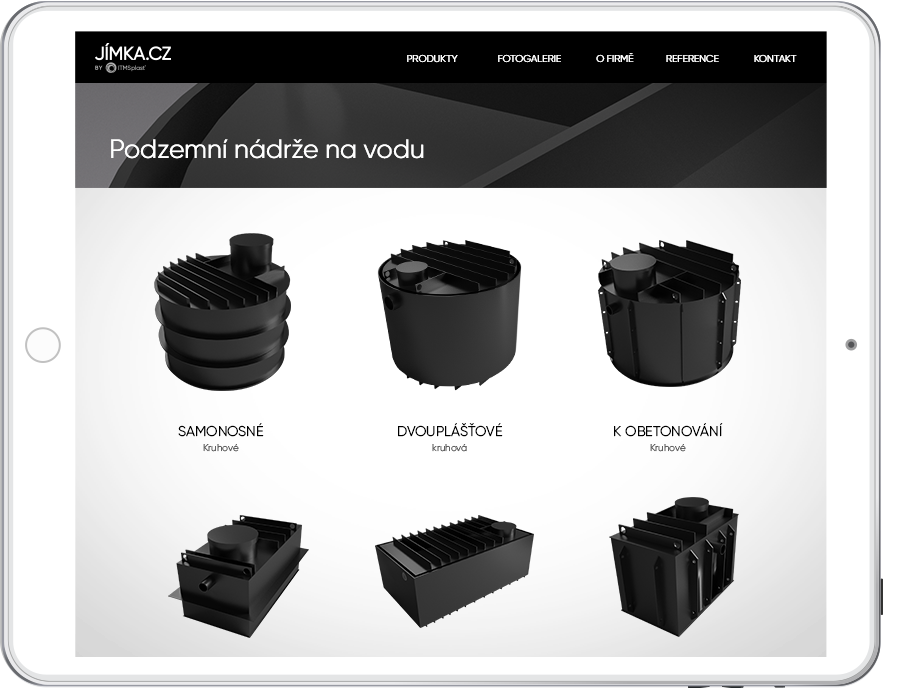 JÍMKA.CZ
BY ITMSplast
PRODUKTY FOTOGALERIE O FIRMĚ REFERENCE KONTAKT
Podzemní nádrže na vodu
SAMONOSNÉ
Kruhové
DVOUPLÁŠŤOVÉ
kruhová
K OBETONOVÁNÍ
Kruhové